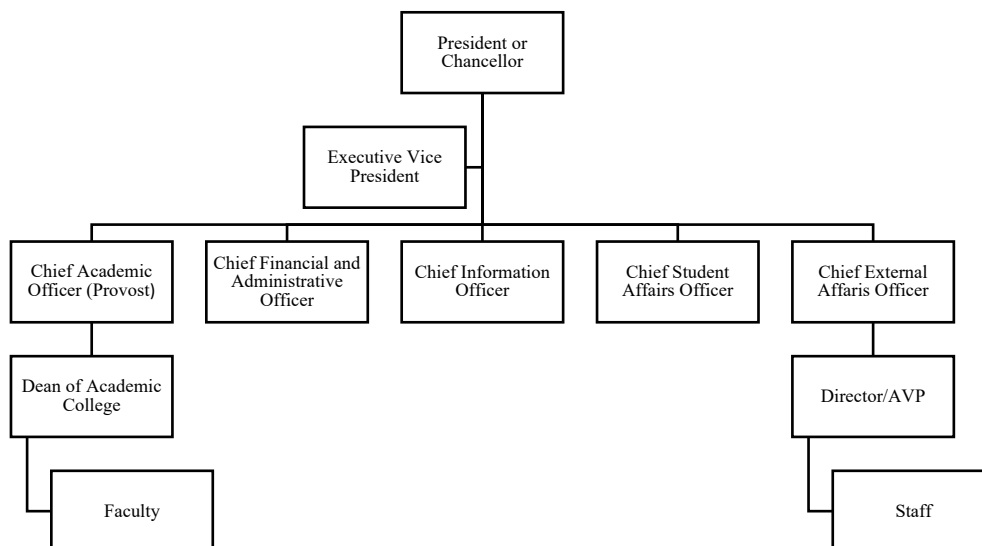 President or
Chancellor
Executive Vice
President
Chief Academic
Officer (Provost)
Chief Financial and
Administrative
Officer
Chief Information
Officer
Chief Student
Affairs Officer
Chief External
Affaris Officer
Dean of Academic
College
Director/AVP
Faculty
Staff